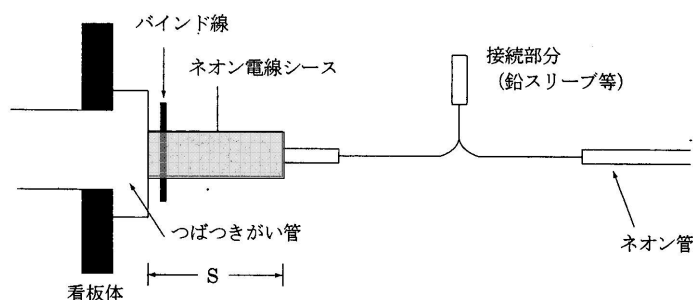 バインド線
ネオン電線シース
接続部分
（鉛スリーブ等）
つばつきがい管
ネオン管
S
看板体